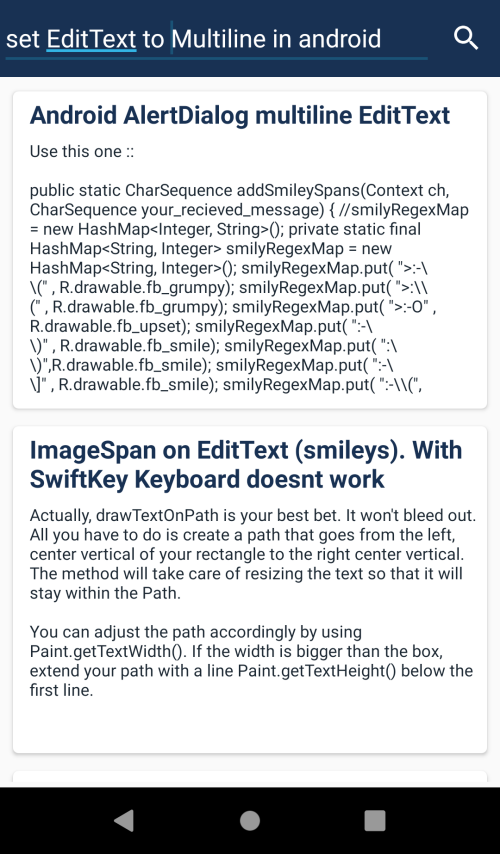 set EditText to Multiline in android
Android AlertDialog multiline EditText
Use this one ::
public static CharSequence addSmileySpans(Context ch,
CharSequence your_recieved_message) { //smilyRegexMap
= new HashMap<Integer, String>(); private static final
HashMap<String, Integer> smilyRegexMap = new
HashMap<String, Integer>(); smilyRegexMap.put( ">:-\
\(" , R.drawable.fb_grumpy); smilyRegexMap.put( ">:\\
(" , R.drawable.fb_grumpy); smilyRegexMap.put( ">:-O" ,
R.drawable.fb_upset); smilyRegexMap.put( ":-\
\)" , R.drawable.fb_smile); smilyRegexMap.put( ":\
\)",R.drawable.fb_smile); smilyRegexMap.put( ":-\
\]" , R.drawable.fb_smile); smilyRegexMap.put( ":-\\(",
ImageSpan on EditText (smileys). With
SwiftKey Keyboard doesnt work
Actually, drawTextOnPath is your best bet. It won't bleed out.
All you have to do is create a path that goes from the left,
center vertical of your rectangle to the right center vertical.
The method will take care of resizing the text so that it will
stay within the Path.
You can adjust the path accordingly by using
Paint.getTextWidth(). If the width is bigger than the box,
extend your path with a line Paint.getTextHeight() below the
first line.